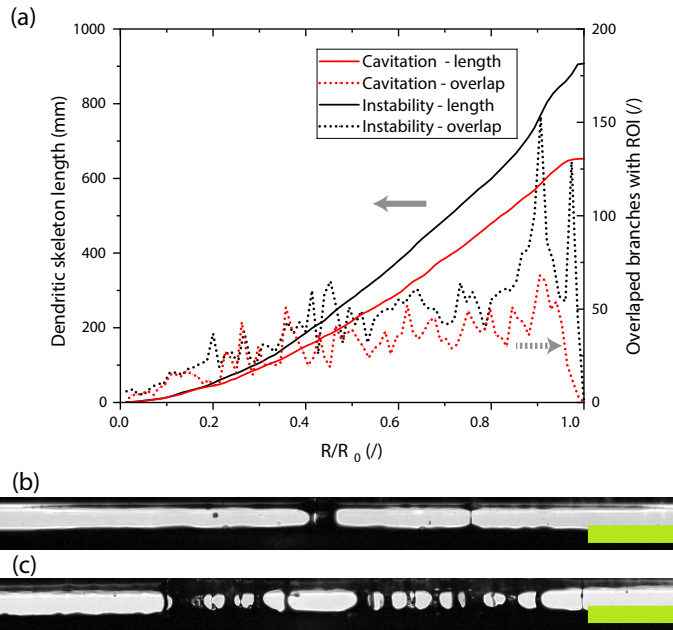 (a)
1000
800
600
400
200
0
Dendritic skeleton length (mm)
200
150
100
50
0
Overlaped branches with ROI (/)
Cavitation - length
Cavitation - overlap
Instability - length
Instability - overlap
0.0 0.2 0.4 0.6 0.8 1.0
R/R 0 (/)
(b)
(c)